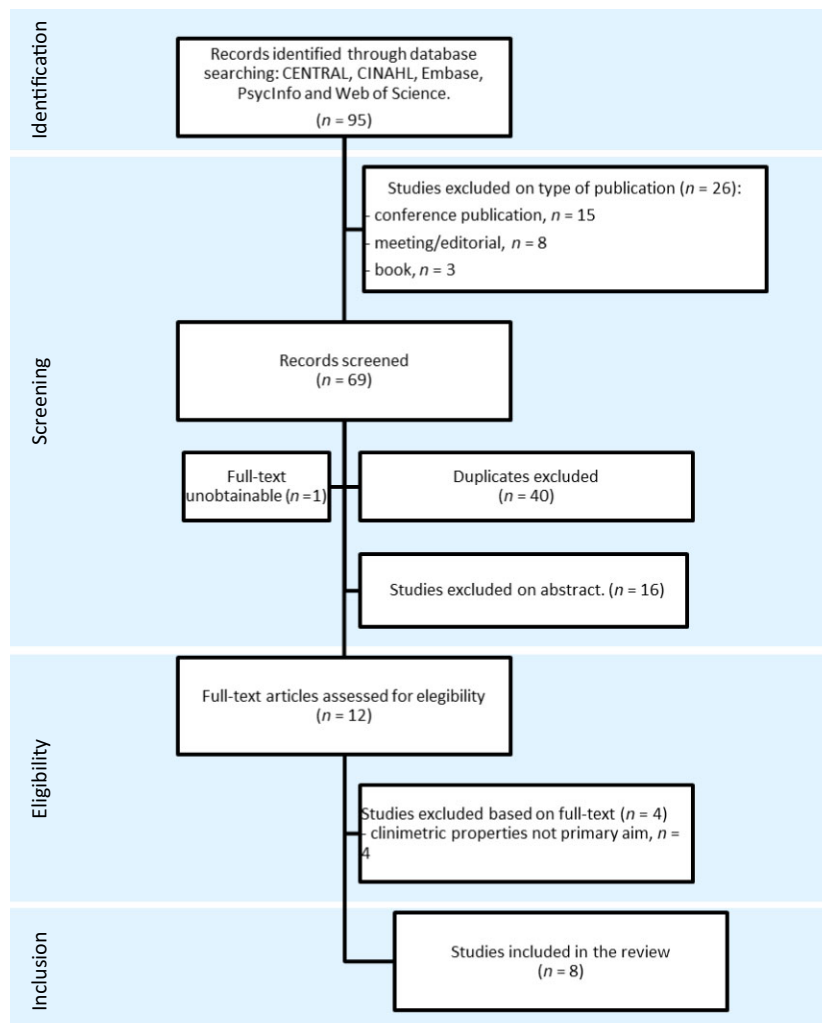 Identification
Records identified through database
searching: CENTRAL, CINAHL, Embase,
PsycInfo and Web of Science.
(n = 95)
Screening
Studies excluded on type of publication (n = 26):
- conference publication, n = 15
- meeting/editorial, n = 8
- book, n = 3
Records screened
(n = 69)
Full-text
unobtainable (n =1)
Duplicates excluded
(n = 40)
Studies excluded on abstract. (n = 16)
Eligibility
Full-text articles assessed for elegibility
(n = 12)
Studies excluded based on full-text (n = 4)
- clinimetric properties not primary aim, n =
4
Inclusion
Studies included in the review
(n = 8)